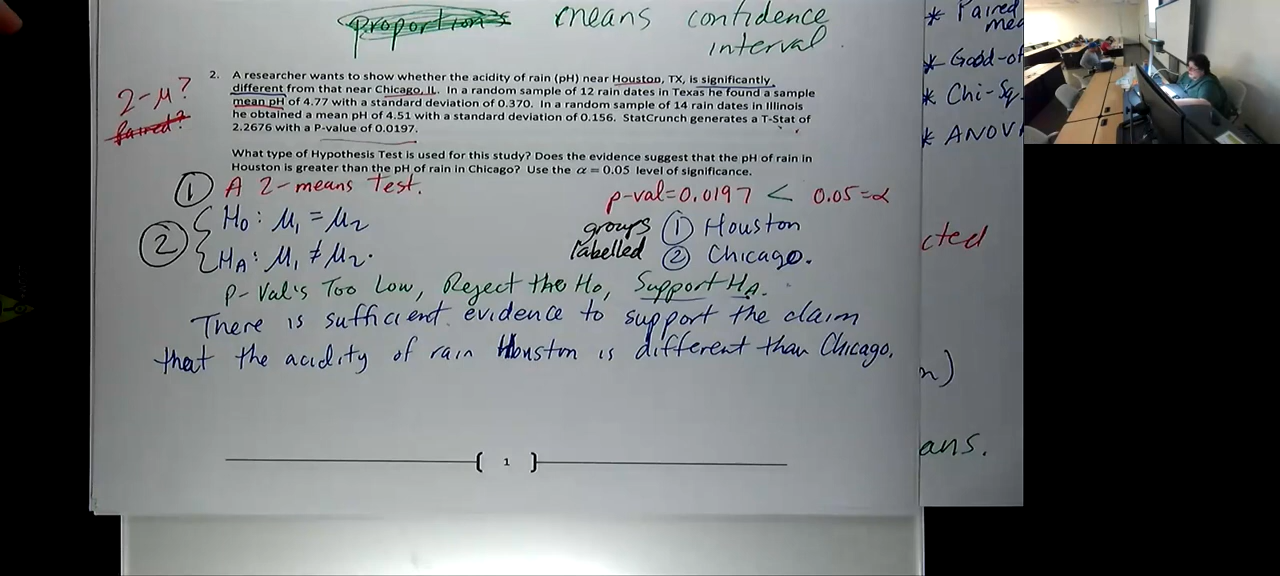 proportion's means confidence
interval
2-μ?
paired?
2. A researcher wants to show whether the acidity of rain (pH) near Houston, TX, is significantly
different from that near Chicago, IL. In a random sample of 12 rain dates in Texas he found a sample
mean pH of 4.77 with a standard deviation of 0.370. In a random sample of 14 rain dates in Illinois
he obtained a mean pH of 4.51 with a standard deviation of 0.156. StatCrunch generates a T-Stat of
2.2676 with a P-value of 0.0197.
What type of Hypothesis Test is used for this study? Does the evidence suggest that the pH of rain in
Houston is greater than the pH of rain in Chicago? Use the α = 0.05 level of significance.
① A 2-means Test. p-val=0.0197 < 0.05=α
② { H₀: μ₁ = μ₂ groups ① Houston
Hₐ: μ₁ ≠ μ₂. labelled ② Chicago.
P-Val's Too Low, Reject the Ho, Support HA.
There is sufficient evidence to support the claim
that the acidity of rain Houston is different than Chicago.
{ 1 }
* Paired
mea
* Good-of
* Chi-Sq
* ANOVA
cted
n)
ans.